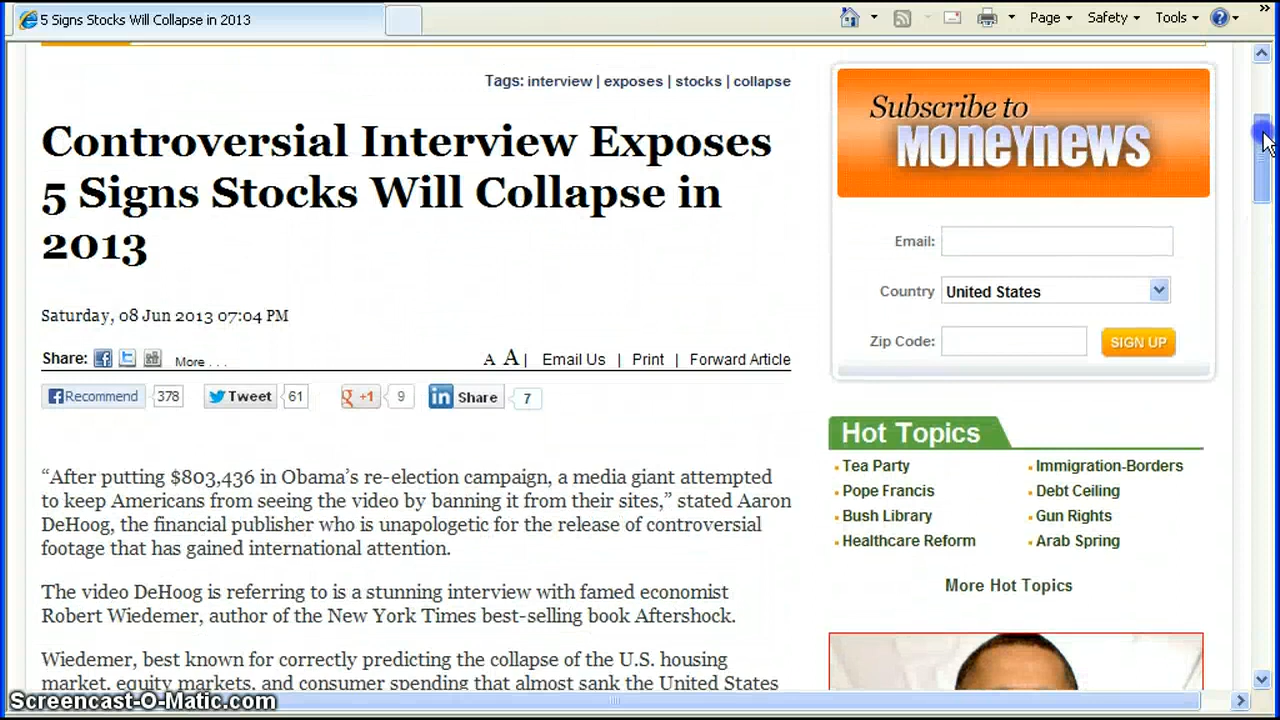 5 Signs Stocks Will Collapse in 2013
Page Safety Tools
Tags: interview | exposes | stocks | collapse
Controversial Interview Exposes
5 Signs Stocks Will Collapse in
2013
Saturday, 08 Jun 2013 07:04 PM
Share: More . . .
A A | Email Us | Print | Forward Article
Recommend 378 Tweet 61 g +1 9 in Share 7
“After putting $803,436 in Obama’s re-election campaign, a media giant attempted
to keep Americans from seeing the video by banning it from their sites,” stated Aaron
DeHoog, the financial publisher who is unapologetic for the release of controversial
footage that has gained international attention.
The video DeHoog is referring to is a stunning interview with famed economist
Robert Wiedemer, author of the New York Times best-selling book Aftershock.
Wiedemer, best known for correctly predicting the collapse of the U.S. housing
market, equity markets, and consumer spending that almost sank the United States
Subscribe to
MONEYNEWS
Email:
Country United States
Zip Code: SIGN UP
Hot Topics
Tea Party Immigration-Borders
Pope Francis Debt Ceiling
Bush Library Gun Rights
Healthcare Reform Arab Spring
More Hot Topics
Screencast-O-Matic.com